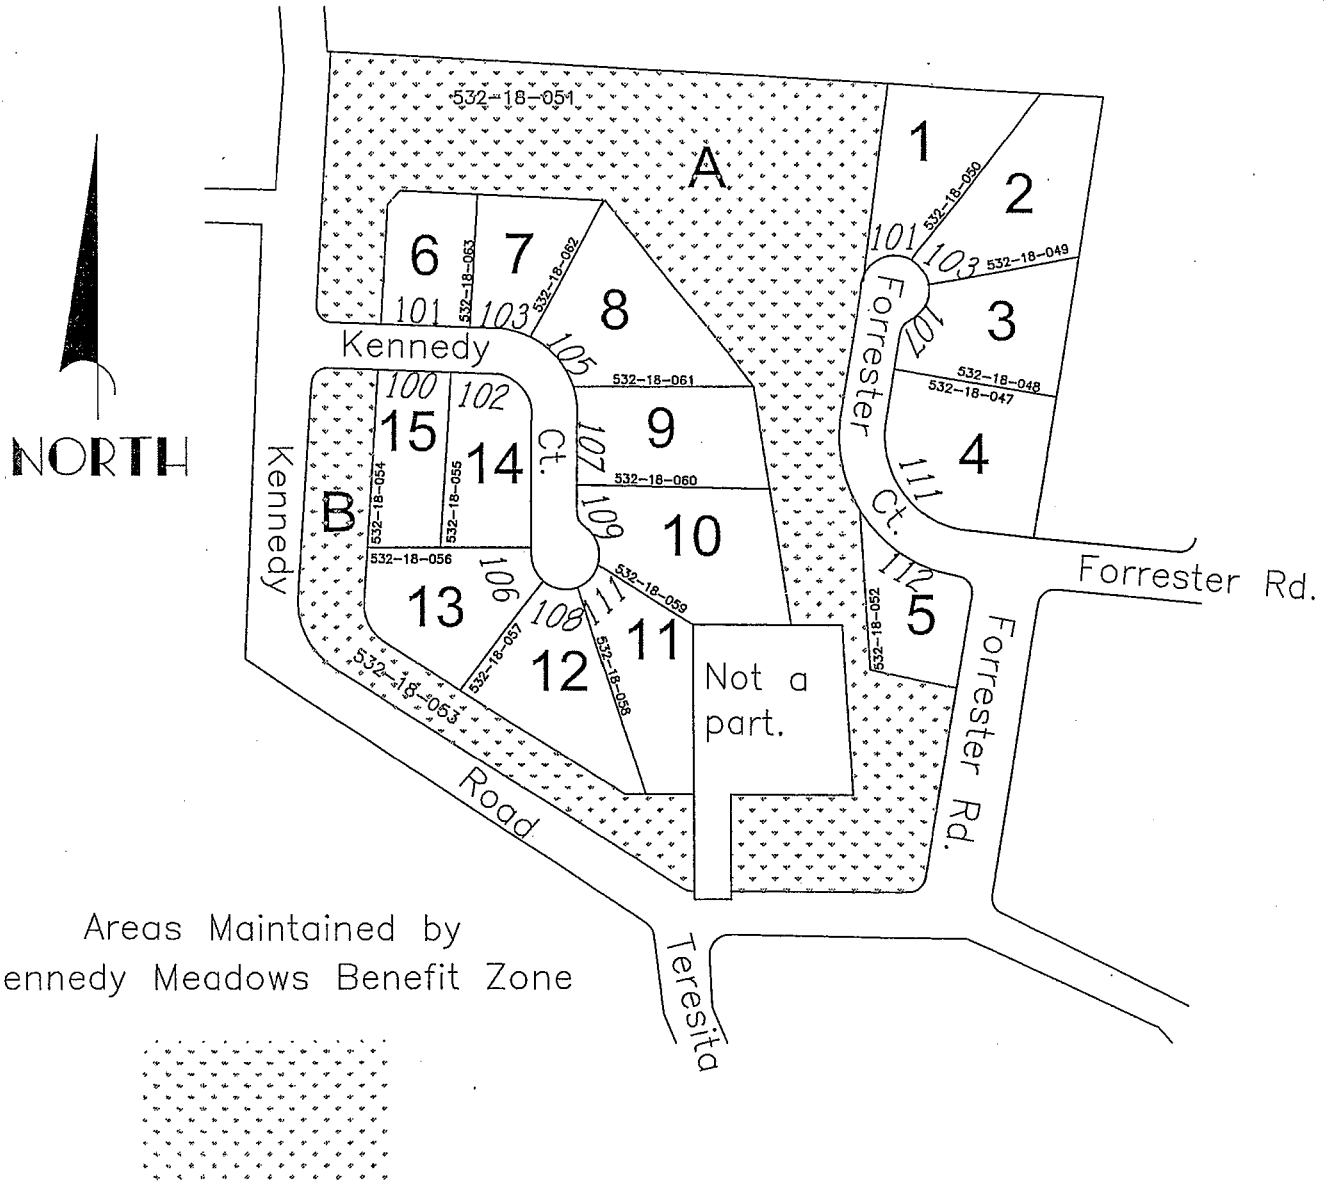 532-18-051
A
1
532-18-050
2
101
103
532-18-049
6
532-18-063
7
532-18-062
101
103
8
Forrester
107
3
Kennedy
105
532-18-061
532-18-048
532-18-047
100
102
15
14
Ct.
9
107
532-18-060
4
111
Ct.
NORTH
Kennedy
B
532-18-054
532-18-055
109
10
532-18-056
106
13
532-18-057
108
111
532-18-059
112
532-18-052
5
Forrester Rd.
Forrester Rd.
12
532-18-058
11
Not a
part.
532-18-053
Road
Teresita
Areas Maintained by
ennedy Meadows Benefit Zone